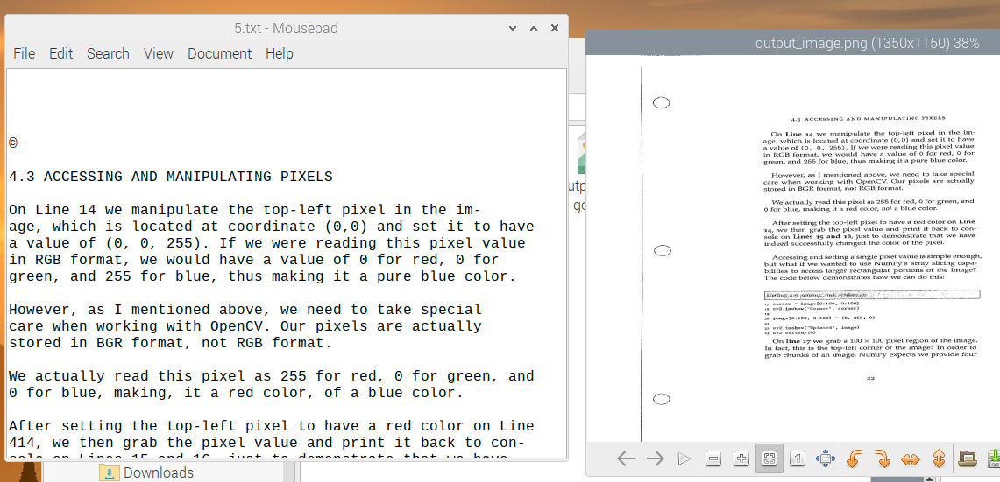 5.txt - Mousepad
File Edit Search View Document Help
©
4.3 ACCESSING AND MANIPULATING PIXELS
On Line 14 we manipulate the top-left pixel in the im-
age, which is located at coordinate (0,0) and set it to have
a value of (0, 0, 255). If we were reading this pixel value
in RGB format, we would have a value of 0 for red, 0 for
green, and 255 for blue, thus making it a pure blue color.
However, as I mentioned above, we need to take special
care when working with OpenCV. Our pixels are actually
stored in BGR format, not RGB format.
We actually read this pixel as 255 for red, 0 for green, and
0 for blue, making, it a red color, of a blue color.
After setting the top-left pixel to have a red color on Line
414, we then grab the pixel value and print it back to con-
sole on Lines 15 and 16, just to demonstrate that we have
Downloads
utp
ge
output_image.png (1350x1150) 38%
4.3 ACCESSING AND MANIPULATING PIXELS
On Line 14 we manipulate the top-left pixel in the im-
age, which is located at coordinate (0,0) and set it to have
a value of (0, 0, 255). If we were reading this pixel value
in RGB format, we would have a value of 0 for red, 0 for
green, and 255 for blue, thus making it a pure blue color.
However, as I mentioned above, we need to take special
care when working with OpenCV. Our pixels are actually
stored in BGR format, not RGB format.
We actually read this pixel as 255 for red, 0 for green, and
0 for blue, making it a red color, not a blue color.
After setting the top-left pixel to have a red color on Line
14, we then grab the pixel value and print it back to con-
sole on Lines 15 and 16, just to demonstrate that we have
indeed successfully changed the color of the pixel.
Accessing and setting a single pixel value is simple enough,
but what if we wanted to use NumPy's array slicing capa-
bilities to access larger rectangular portions of the image?
The code below demonstrates how we can do this:
17 corner = image[0:100, 0:100]
18 cv2.imshow("Corner", corner)
19
20 image[0:100, 0:100] = (0, 255, 0)
21
22 cv2.imshow("Updated", image)
23 cv2.waitKey(0)
On line 17 we grab a 100 × 100 pixel region of the image.
In fact, this is the top-left corner of the image! In order to
grab chunks of an image, NumPy expects we provide four
22